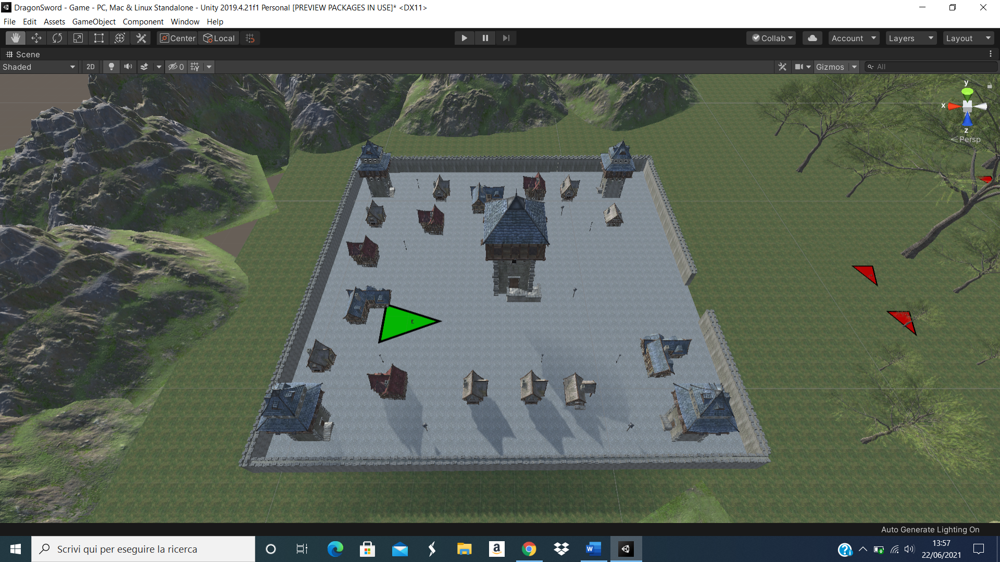 DragonSword - Game - PC, Mac & Linux Standalone - Unity 2019.4.21f1 Personal [PREVIEW PACKAGES IN USE]* <DX11>
File Edit Assets GameObject Component Window Help
Center Local Collab Account Layers Layout
Scene
Shaded 2D 0 Gizmos All
y
x
z
Persp
Auto Generate Lighting On
Scrivi qui per eseguire la ricerca
13:57
22/06/2021